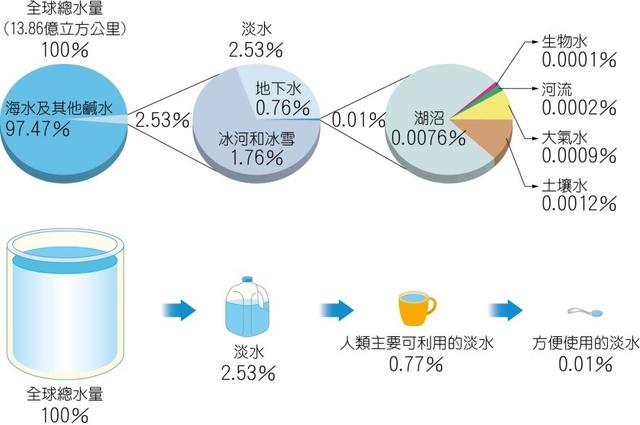 全球總水量
（13.86億立方公里）
100%
海水及其他鹹水
97.47%
2.53%
淡水
2.53%
地下水
0.76%
冰河和冰雪
1.76%
0.01%
湖沼
0.0076%
生物水
0.0001%
河流
0.0002%
大氣水
0.0009%
土壤水
0.0012%
全球總水量
100%
淡水
2.53%
人類主要可利用的淡水
0.77%
方便使用的淡水
0.01%